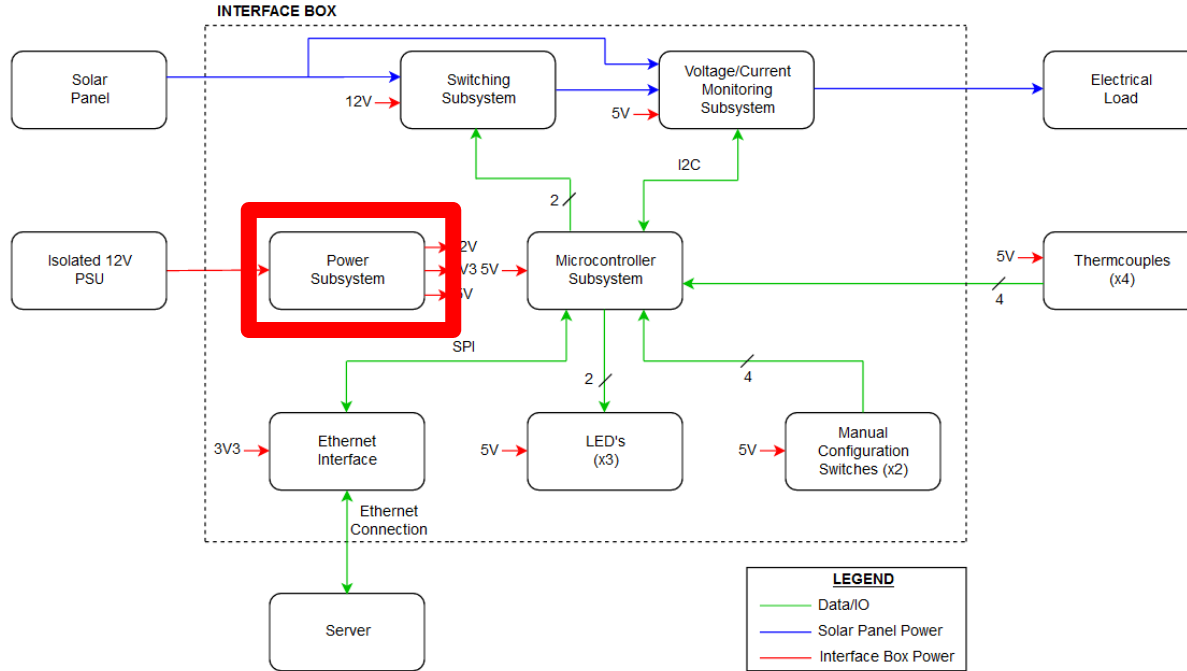 INTERFACE BOX
Solar
Panel
Switching
Subsystem
12V
Voltage/Current
Monitoring
Subsystem
5V
Electrical
Load
I2C
2
Isolated 12V
PSU
Power
Subsystem
5V
Microcontroller
Subsystem
5V
Thermcouples
(x4)
4
SPI
2
4
3V3
Ethernet
Interface
5V
LED's
(x3)
5V
Manual
Configuration
Switches (x2)
Ethernet
Connection
Server
LEGEND
Data/IO
Solar Panel Power
Interface Box Power